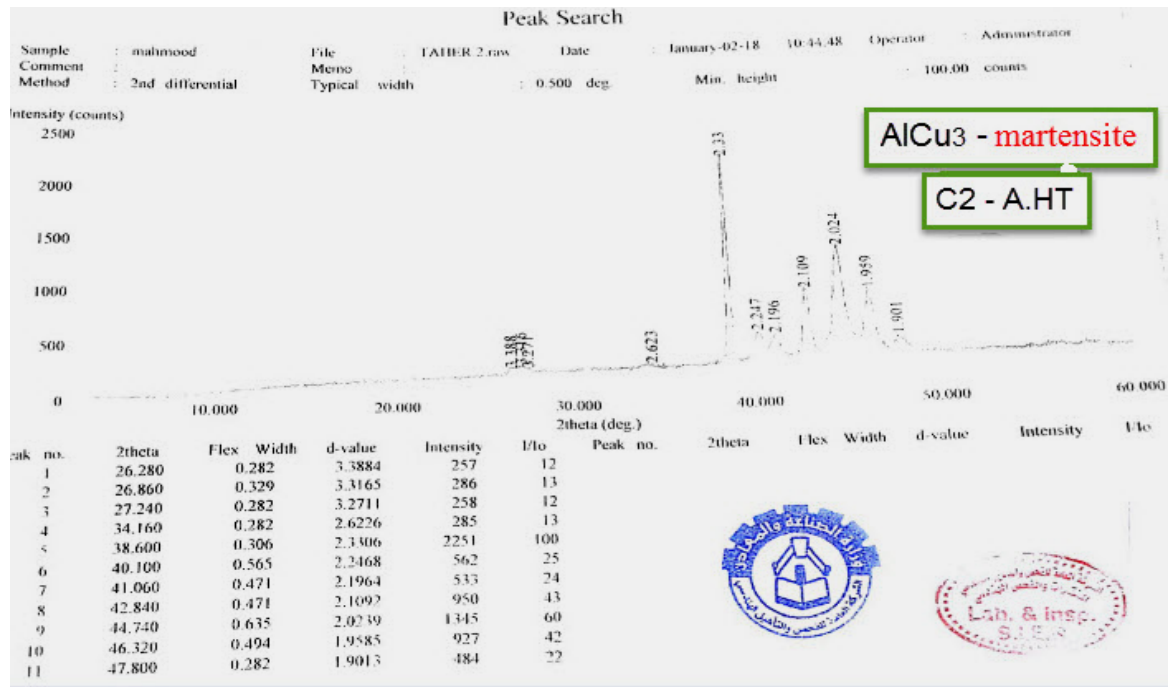 Peak Search
Sample : mahmood File : TAHER 2.raw Date : January-02-18 10:44.48 Operator : Administrator
Comment : Memo :
Method : 2nd differential Typical width : 0.500 deg. Min. height : 100.00 counts
Intensity (counts)
2500
2000
1500
1000
500
0
AlCu3 - martensite
C2 - A.HT
3.388
3.271
2.623
2.33
2.247
2.196
2.109
2.024
1.959
1.901
10.000 20.000 30.000 40.000 50.000 60.000
2theta (deg.)
eak no. 2theta Flex Width d-value Intensity I/Io Peak no. 2theta Flex Width d-value Intensity I/Io
1 26.280 0.282 3.3884 257 12
2 26.860 0.329 3.3165 286 13
3 27.240 0.282 3.2711 258 12
4 34.160 0.282 2.6226 285 13
5 38.600 0.306 2.3306 2251 100
6 40.100 0.565 2.2468 562 25
7 41.060 0.471 2.1964 533 24
8 42.840 0.471 2.1092 950 43
9 44.740 0.635 2.0239 1345 60
10 46.320 0.494 1.9585 927 42
11 47.800 0.282 1.9013 484 22
وزارة الصناعة والمعادن
Lab. & Insp.
S.I.E.R